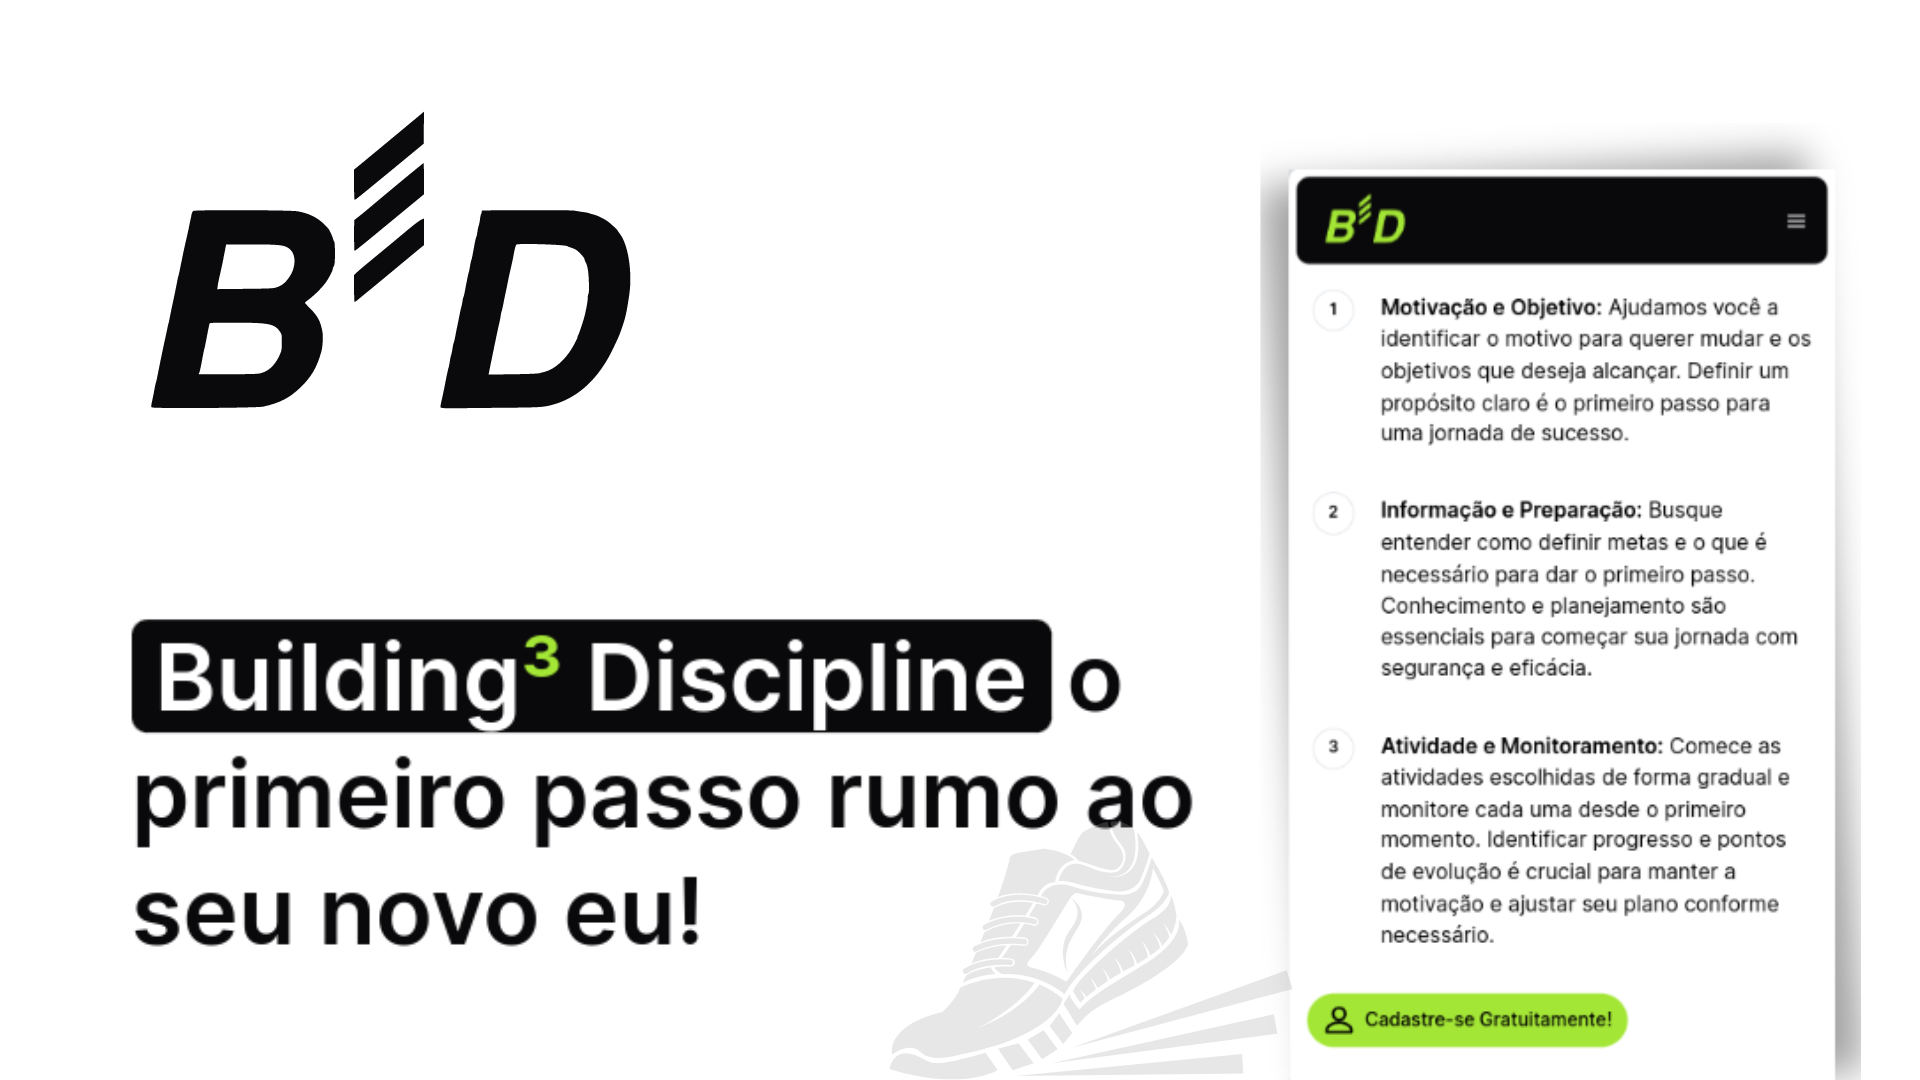 B D
Building³ Discipline o
primeiro passo rumo ao
seu novo eu!
B D
1
Motivação e Objetivo: Ajudamos você a
identificar o motivo para querer mudar e os
objetivos que deseja alcançar. Definir um
propósito claro é o primeiro passo para
uma jornada de sucesso.
2
Informação e Preparação: Busque
entender como definir metas e o que é
necessário para dar o primeiro passo.
Conhecimento e planejamento são
essenciais para começar sua jornada com
segurança e eficácia.
3
Atividade e Monitoramento: Comece as
atividades escolhidas de forma gradual e
monitore cada uma desde o primeiro
momento. Identificar progresso e pontos
de evolução é crucial para manter a
motivação e ajustar seu plano conforme
necessário.
Cadastre-se Gratuitamente!